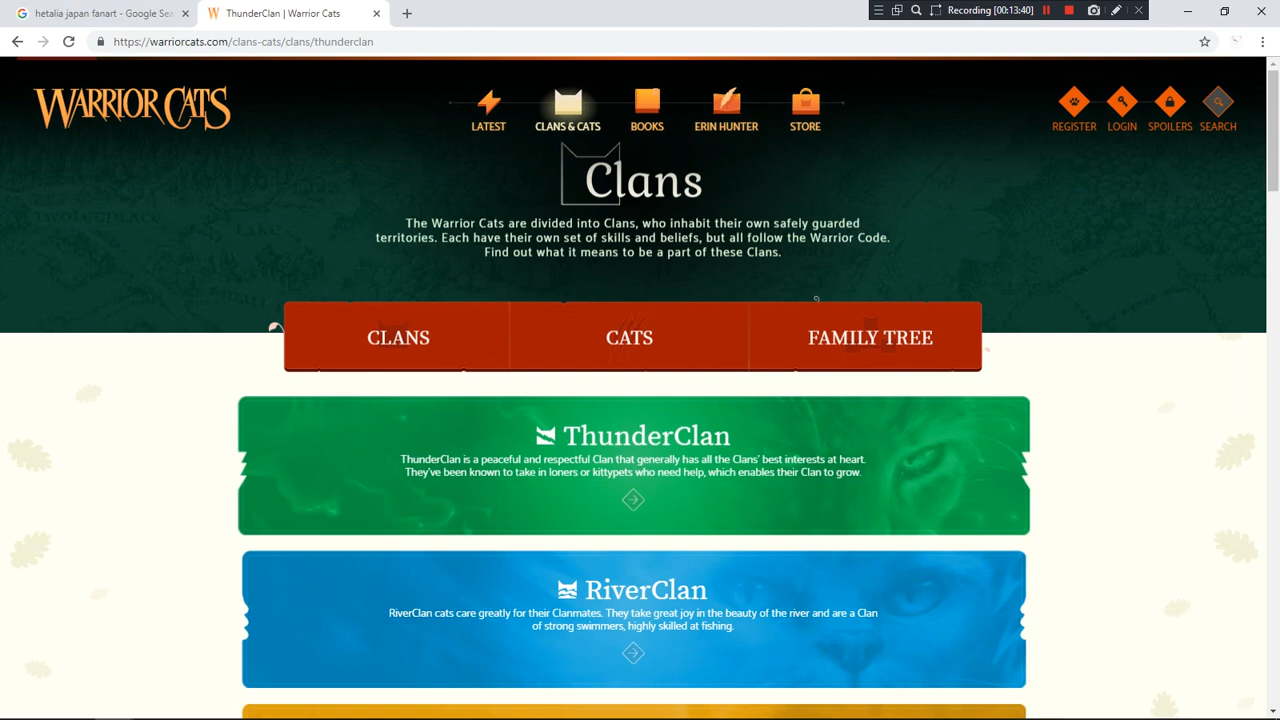 hetalia japan fanart - Google Sea
ThunderClan | Warrior Cats
Recording [00:13:40]
https://warriorcats.com/clans-cats/clans/thunderclan
WARRIOR CATS
LATEST
CLANS & CATS
BOOKS
ERIN HUNTER
STORE
REGISTER
LOGIN
SPOILERS
SEARCH
Clans
The Warrior Cats are divided into Clans, who inhabit their own safely guarded
territories. Each have their own set of skills and beliefs, but all follow the Warrior Code.
Find out what it means to be a part of these Clans.
CLANS
CATS
FAMILY TREE
ThunderClan
ThunderClan is a peaceful and respectful Clan that generally has all the Clans' best interests at heart.
They've been known to take in loners or kittypets who need help, which enables their Clan to grow.
RiverClan
RiverClan cats care greatly for their Clanmates. They take great joy in the beauty of the river and are a Clan
of strong swimmers, highly skilled at fishing.